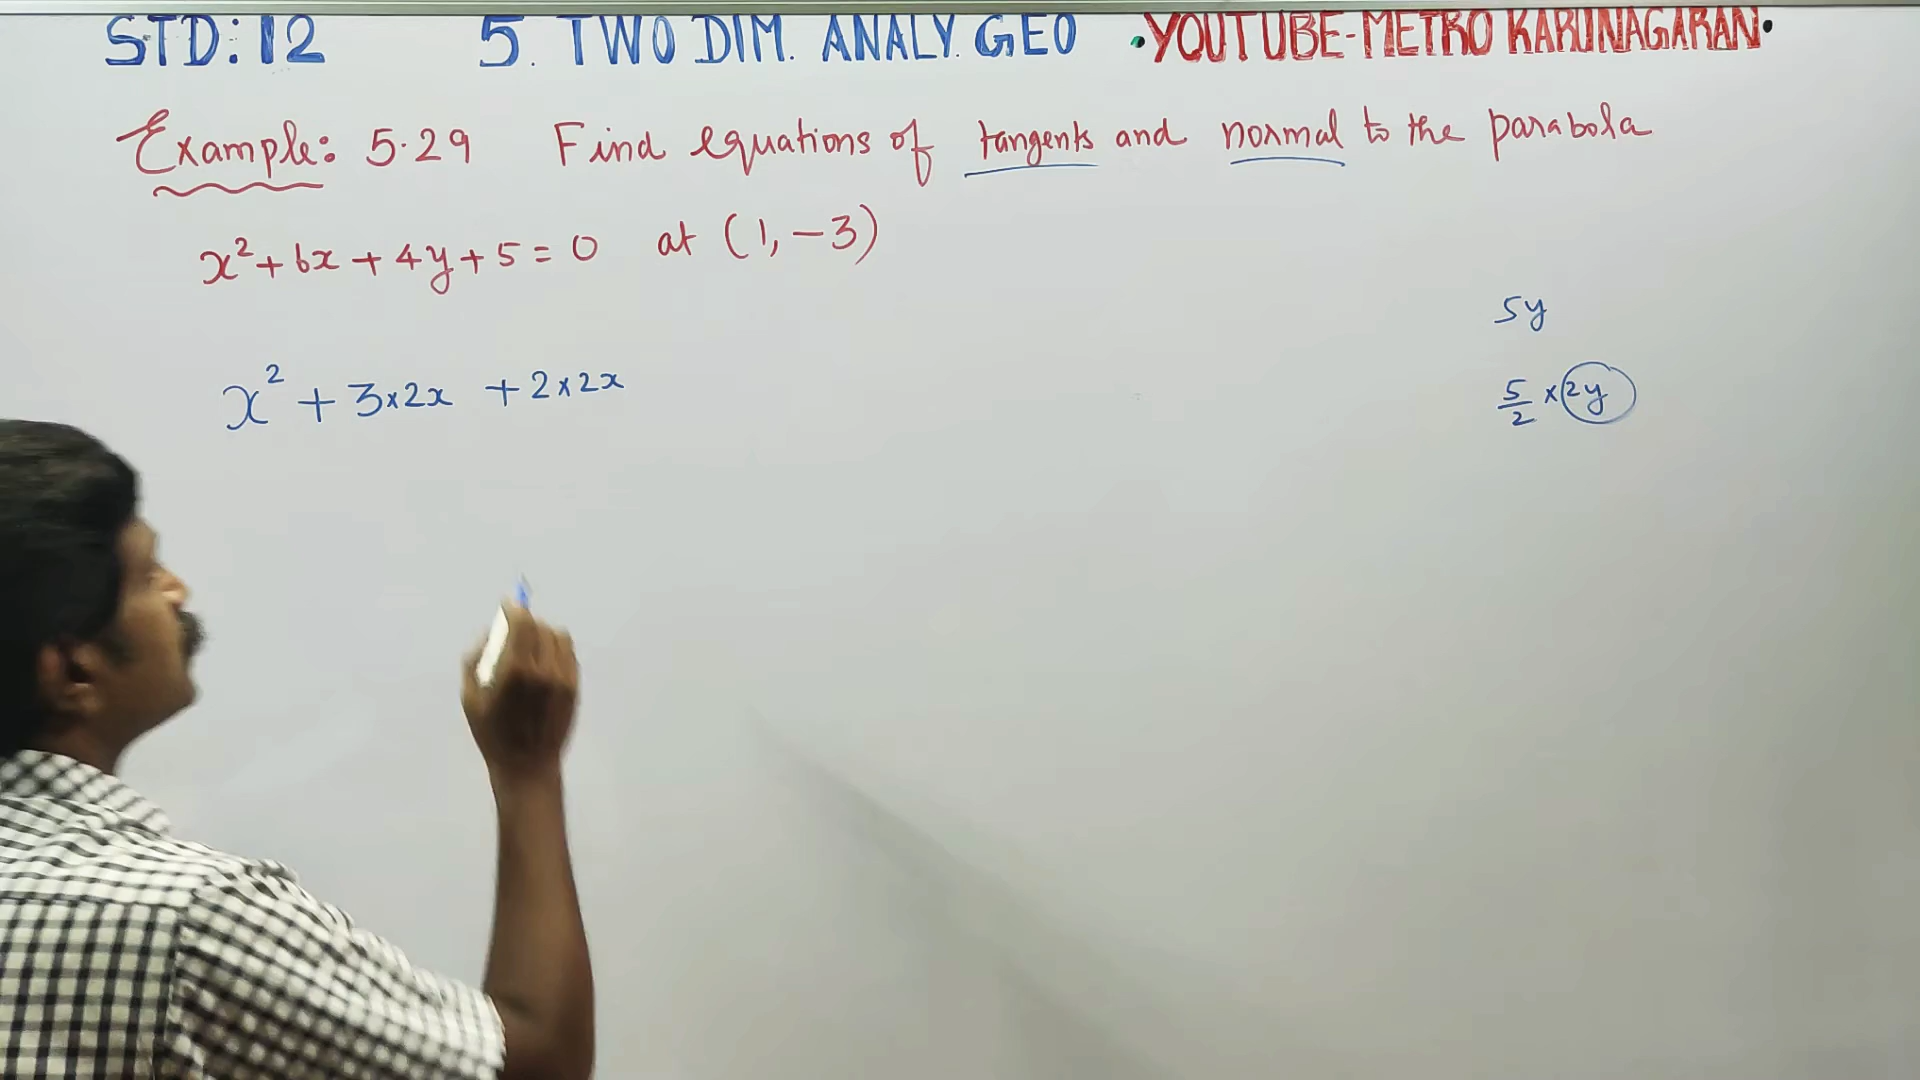 STD: 12 5. TWO DIM. ANALY. GEO •YOUTUBE-METRO KARUNAGARAN•
Example: 5.29 Find equations of tangents and normal to the parabola
x²+6x+4y+5=0 at (1,-3)
5y
x² + 3×2x + 2×2x
5/2 × 2y